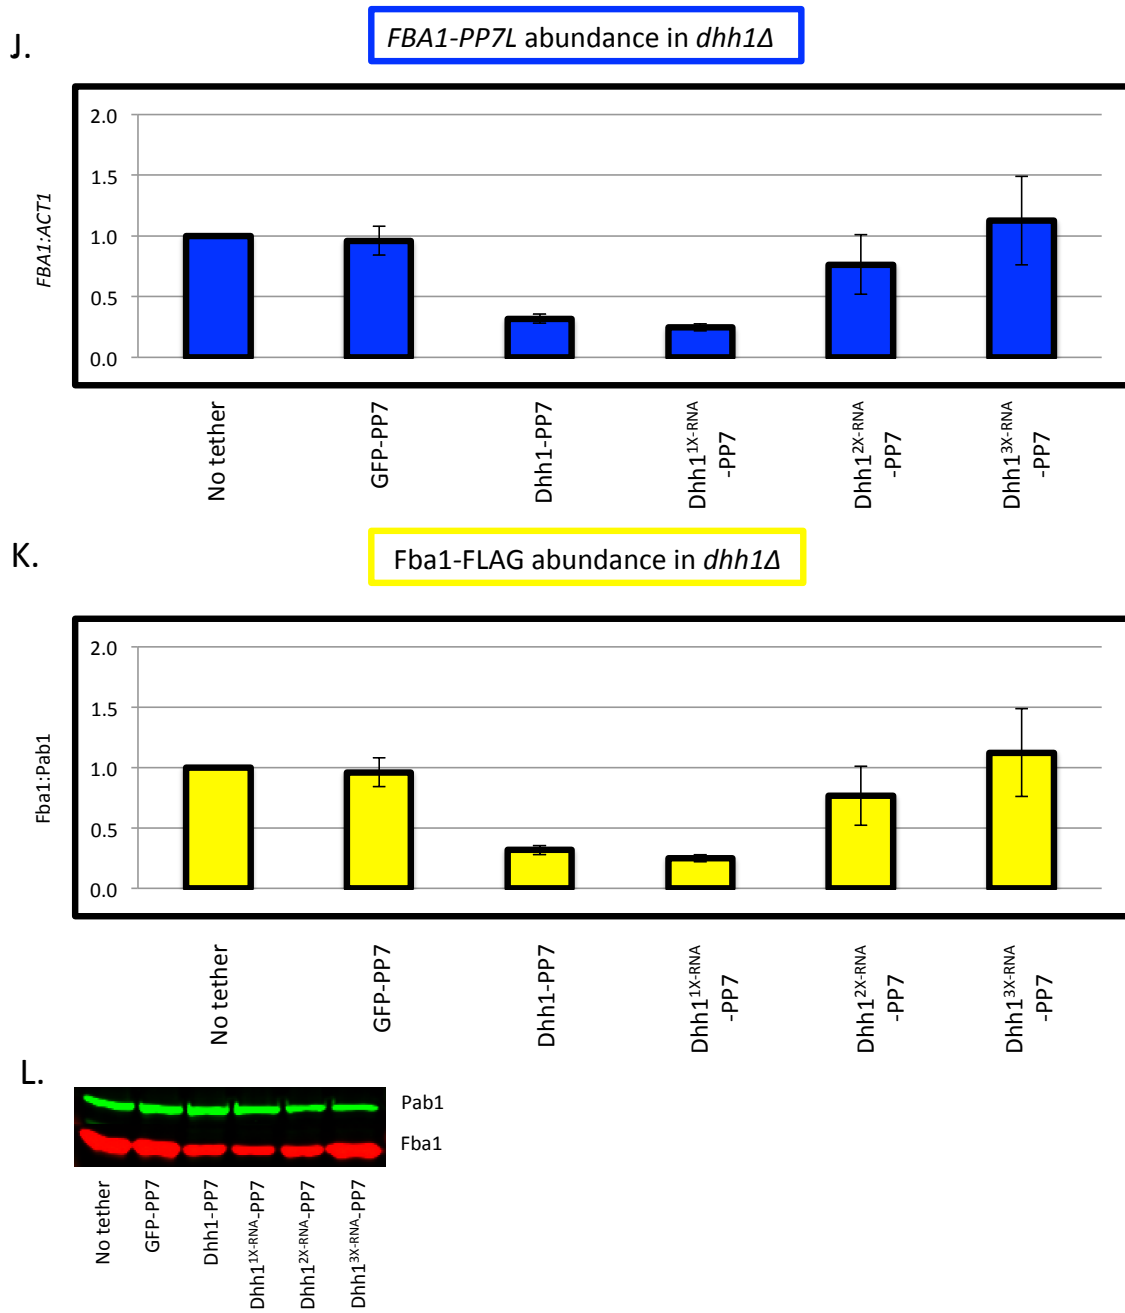 J.
FBA1-PP7L abundance in dhh1Δ
2.0
1.5
1.0
0.5
0.0
FBA1:ACT1
No tether
GFP-PP7
Dhh1-PP7
Dhh1^1X-RNA
-PP7
Dhh1^2X-RNA
-PP7
Dhh1^3X-RNA
-PP7
K.
Fba1-FLAG abundance in dhh1Δ
2.0
1.5
1.0
0.5
0.0
Fba1:Pab1
No tether
GFP-PP7
Dhh1-PP7
Dhh1^1X-RNA
-PP7
Dhh1^2X-RNA
-PP7
Dhh1^3X-RNA
-PP7
L.
Pab1
Fba1
No tether
GFP-PP7
Dhh1-PP7
Dhh1^1X-RNA-PP7
Dhh1^2X-RNA-PP7
Dhh1^3X-RNA-PP7